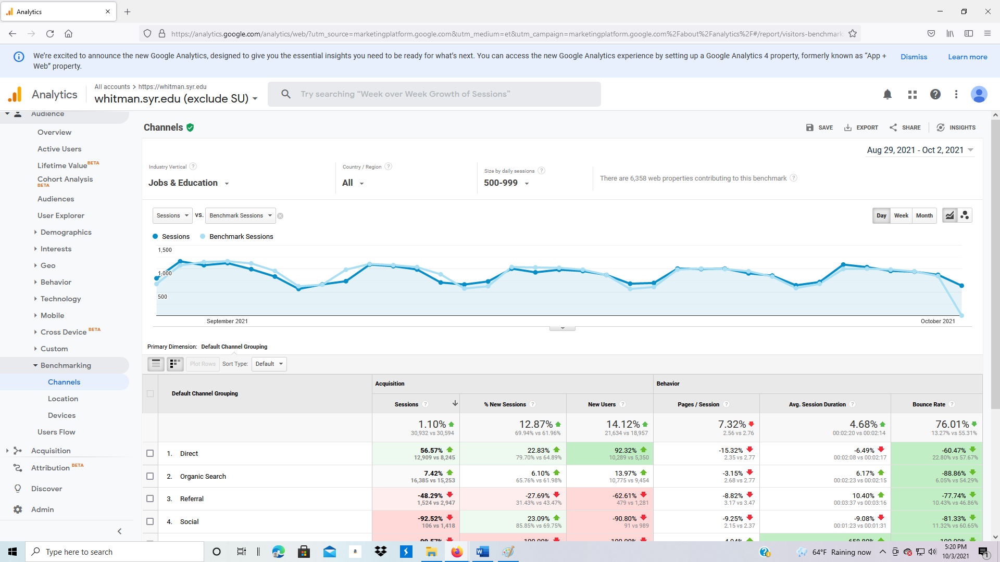 Analytics
https://analytics.google.com/analytics/web/?utm_source=marketingplatform.google.com&utm_medium=et&utm_campaign=marketingplatform.google.com%2Fabout%2Fanalytics%2F#/report/visitors-benchmark
We're excited to announce the new Google Analytics, designed to give you the essential insights you need to be ready for what's next. You can access the new Google Analytics experience by setting up a Google Analytics 4 property, formerly known as “App +
Web” property.
Dismiss
Learn more
Analytics
All accounts > https://whitman.syr.edu
whitman.syr.edu (exclude SU)
Try searching “Week over Week Growth of Sessions”
Audience
Overview
Active Users
Lifetime Value BETA
Cohort Analysis
BETA
Audiences
User Explorer
Demographics
Interests
Geo
Behavior
Technology
Mobile
Cross Device BETA
Custom
Benchmarking
Channels
Location
Devices
Users Flow
Acquisition
Attribution BETA
Discover
Admin
Channels
SAVE EXPORT SHARE INSIGHTS
Aug 29, 2021 - Oct 2, 2021
Industry Vertical
Jobs & Education
Country / Region
All
Size by daily sessions
500-999
There are 6,358 web properties contributing to this benchmark
Sessions vs. Benchmark Sessions
Day Week Month
Sessions Benchmark Sessions
1,500
1,000
500
September 2021 October 2021
Primary Dimension: Default Channel Grouping
Plot Rows Sort Type: Default
Default Channel Grouping
Acquisition Behavior
Sessions % New Sessions New Users Pages / Session Avg. Session Duration Bounce Rate
1.10% 12.87% 14.12% 7.32% 4.68% 76.01%
30,932 vs 30,594 69.94% vs 61.96% 21,634 vs 18,957 2.56 vs 2.76 00:02:20 vs 00:02:14 13.27% vs 55.31%
1. Direct 56.57% 22.83% 92.32% -15.32% -6.49% -60.47%
12,909 vs 8,245 79.70% vs 64.89% 10,289 vs 5,350 2.35 vs 2.77 00:02:08 vs 00:02:17 22.80% vs 57.67%
2. Organic Search 7.42% 6.10% 13.97% -3.15% 6.17% -88.86%
16,385 vs 15,253 65.76% vs 61.98% 10,775 vs 9,454 2.68 vs 2.77 00:02:23 vs 00:02:15 6.05% vs 54.29%
3. Referral -48.29% -27.69% -62.61% -8.82% 10.40% -77.74%
1,524 vs 2,947 31.43% vs 43.47% 479 vs 1,281 3.17 vs 3.47 00:03:37 vs 00:03:16 10.43% vs 46.86%
4. Social -92.52% 23.09% -90.80% -9.25% -9.08% -81.33%
106 vs 1,418 85.85% vs 69.75% 91 vs 989 2.15 vs 2.37 00:01:23 vs 00:01:31 11.32% vs 60.65%
Type here to search
64°F Raining now
5:20 PM
10/3/2021